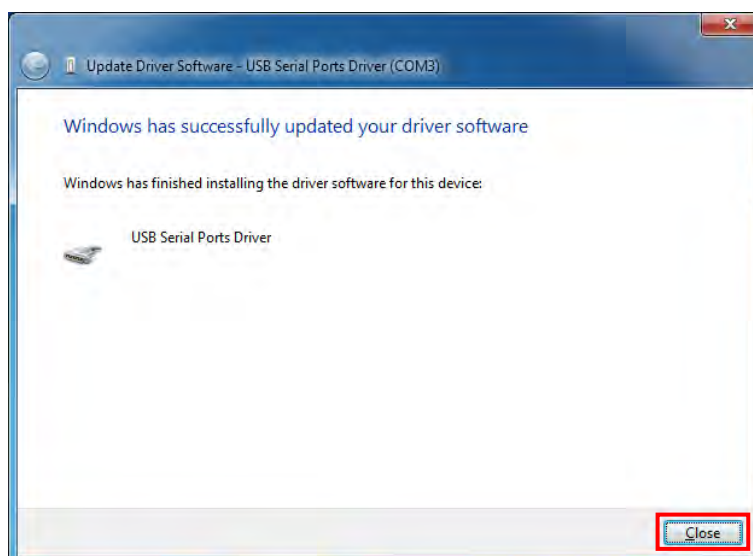 Update Driver Software - USB Serial Ports Driver (COM3)
Windows has successfully updated your driver software
Windows has finished installing the driver software for this device:
USB Serial Ports Driver
Close